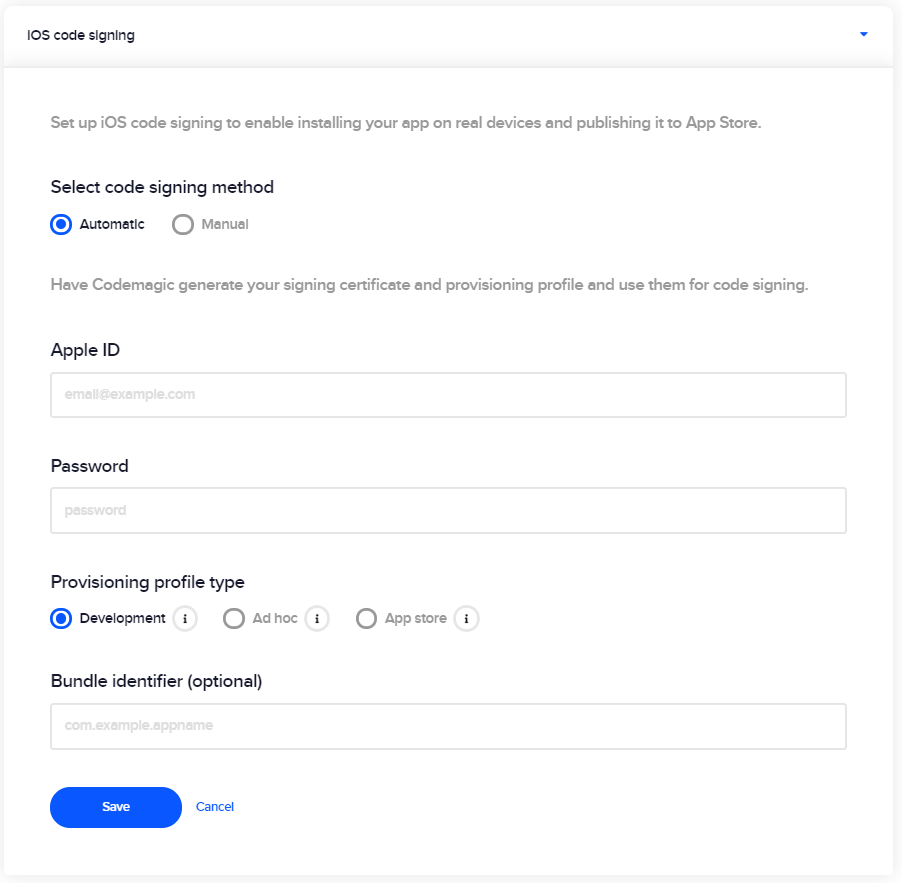 iOS code signing
Set up iOS code signing to enable installing your app on real devices and publishing it to App Store.
Select code signing method
Automatic Manual
Have Codemagic generate your signing certificate and provisioning profile and use them for code signing.
Apple ID
email@example.com
Password
password
Provisioning profile type
Development i Ad hoc i App store i
Bundle identifier (optional)
com.example.appname
Save Cancel